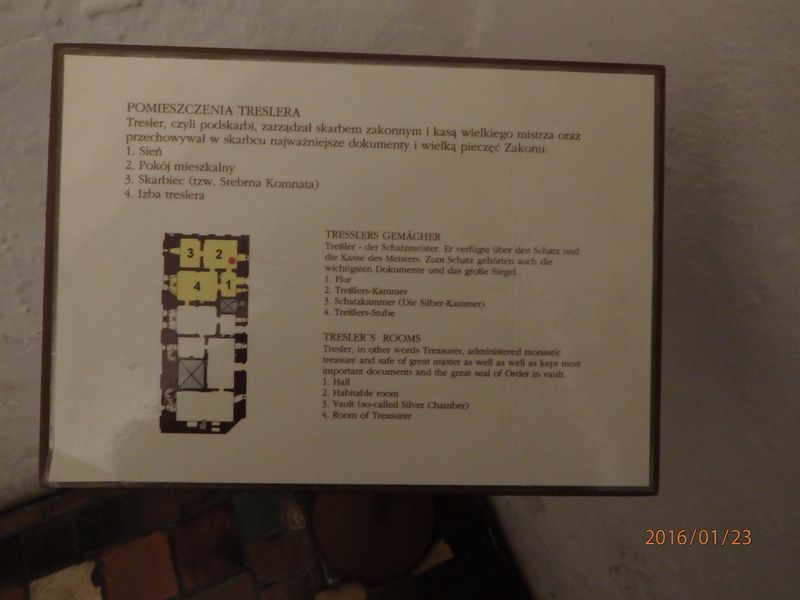 POMIESZCZENIA TRESLERA
Tresler, czyli podskarbi, zarządzał skarbem zakonnym i kasą wielkiego mistrza oraz
przechowywał w skarbcu najważniejsze dokumenty i wielką pieczęć Zakonu.
1. Sień
2. Pokój mieszkalny
3. Skarbiec (tzw. Srebrna Komnata)
4. Izba treslera
3 2
4 1
TRESSLERS GEMÄCHER
Treßler - der Schatzmeister. Er verfügte über den Schatz und
die Kasse des Meisters. Zum Schatz gehörten auch die
wichtigsten Dokumente und das große Siegel.
1. Flur
2. Treßlers-Kammer
3. Schatzkammer (Die Silber-Kammer)
4. Treßlers-Stube
TRESLER'S ROOMS
Tresler, in other words Treasurer, administered monastic
treasure and safe of great master as well as well as kept most
important documents and the great seal of Order in vault.
1. Hall
2. Habitable room
3. Vault (so-called Silver Chamber)
4. Room of Treasurer
2016/01/23